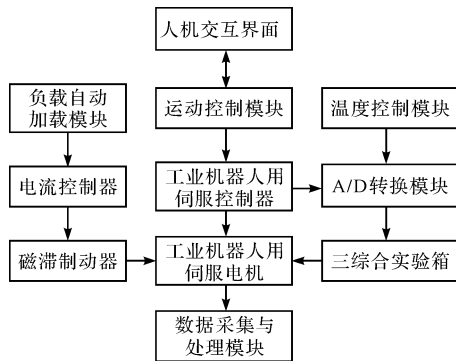 人机交互界面
负载自动
加载模块
运动控制模块
温度控制模块
电流控制器
工业机器人用
伺服控制器
A/D转换模块
磁滞制动器
工业机器人用
伺服电机
三综合实验箱
数据采集与
处理模块